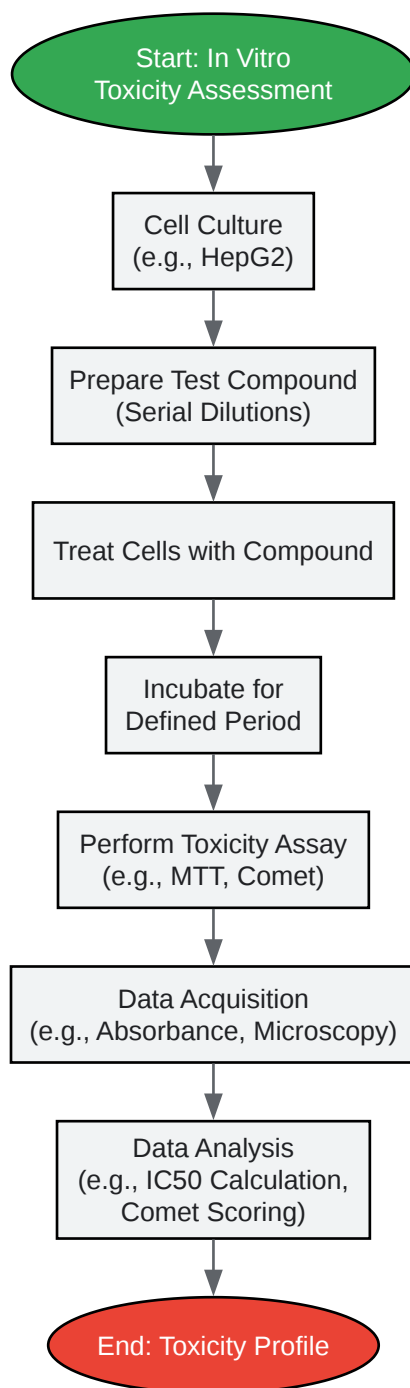 Start: In Vitro
Toxicity Assessment
Cell Culture
(e.g., HepG2)
Prepare Test Compound
(Serial Dilutions)
Treat Cells with Compound
Incubate for
Defined Period
Perform Toxicity Assay
(e.g., MTT, Comet)
Data Acquisition
(e.g., Absorbance, Microscopy)
Data Analysis
(e.g., IC50 Calculation,
Comet Scoring)
End: Toxicity Profile